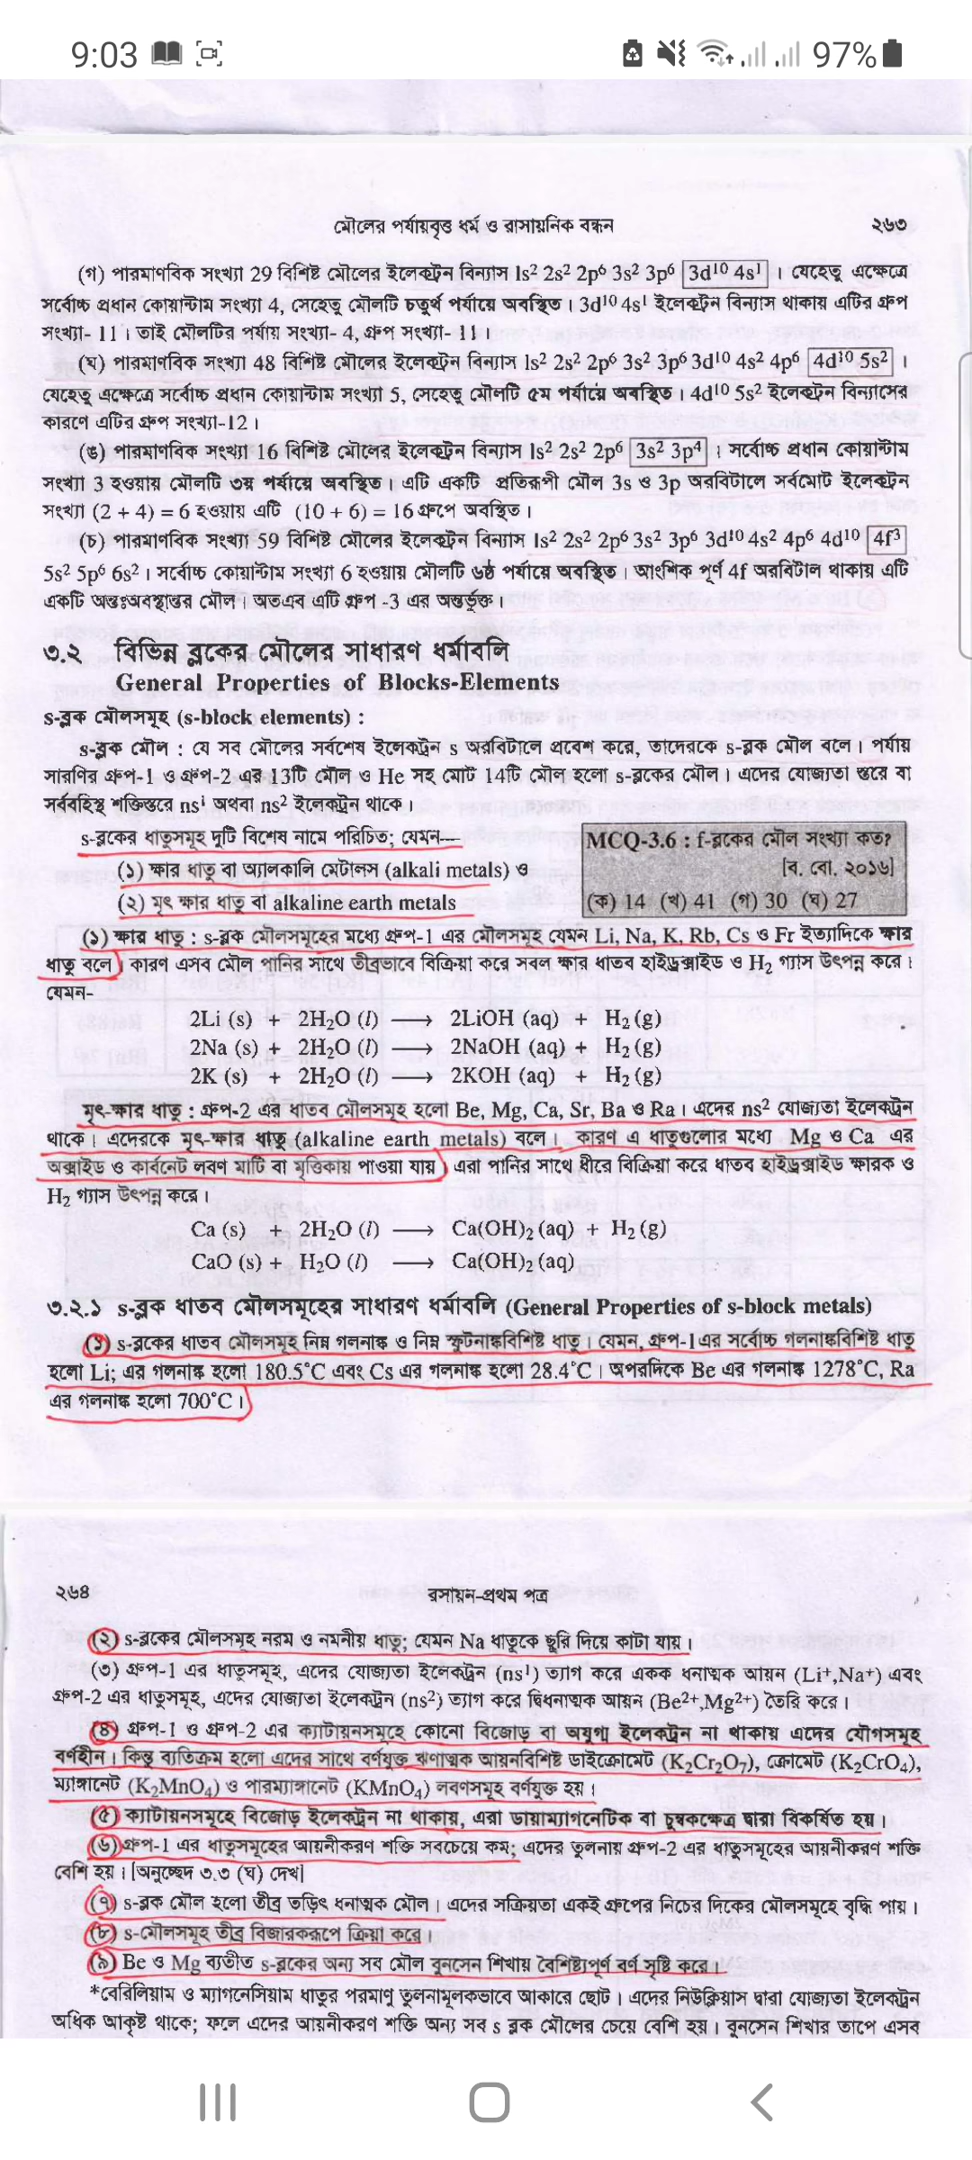 9:03 97%
মৌলের পর্যায়বৃত্ত ধর্ম ও রাসায়নিক বন্ধন ২৬৩
(গ) পারমাণবিক সংখ্যা 29 বিশিষ্ট মৌলের ইলেকট্রন বিন্যাস 1s² 2s² 2p⁶ 3s² 3p⁶ 3d¹⁰ 4s¹ । যেহেতু এক্ষেত্রে
সর্বোচ্চ প্রধান কোয়ান্টাম সংখ্যা 4, সেহেতু মৌলটি চতুর্থ পর্যায়ে অবস্থিত। 3d¹⁰ 4s¹ ইলেকট্রন বিন্যাস থাকায় এটির গ্রুপ
সংখ্যা- 11। তাই মৌলটির পর্যায় সংখ্যা- 4, গ্রুপ সংখ্যা- 11।
(ঘ) পারমাণবিক সংখ্যা 48 বিশিষ্ট মৌলের ইলেকট্রন বিন্যাস 1s² 2s² 2p⁶ 3s² 3p⁶ 3d¹⁰ 4s² 4p⁶ 4d¹⁰ 5s² ।
যেহেতু এক্ষেত্রে সর্বোচ্চ প্রধান কোয়ান্টাম সংখ্যা 5, সেহেতু মৌলটি ৫ম পর্যায়ে অবস্থিত। 4d¹⁰ 5s² ইলেকট্রন বিন্যাসের
কারণে এটির গ্রুপ সংখ্যা-12।
(ঙ) পারমাণবিক সংখ্যা 16 বিশিষ্ট মৌলের ইলেকট্রন বিন্যাস 1s² 2s² 2p⁶ 3s² 3p⁴ । সর্বোচ্চ প্রধান কোয়ান্টাম
সংখ্যা 3 হওয়ায় মৌলটি ৩য় পর্যায়ে অবস্থিত। এটি একটি প্রতিরূপী মৌল 3s ও 3p অরবিটালে সর্বমোট ইলেকট্রন
সংখ্যা (2 + 4) = 6 হওয়ায় এটি (10 + 6) = 16 গ্রুপে অবস্থিত।
(চ) পারমাণবিক সংখ্যা 59 বিশিষ্ট মৌলের ইলেকট্রন বিন্যাস 1s² 2s² 2p⁶ 3s² 3p⁶ 3d¹⁰ 4s² 4p⁶ 4d¹⁰ 4f³
5s² 5p⁶ 6s²। সর্বোচ্চ কোয়ান্টাম সংখ্যা 6 হওয়ায় মৌলটি ৬ষ্ঠ পর্যায়ে অবস্থিত। আংশিক পূর্ণ 4f অরবিটাল থাকায় এটি
একটি অন্তঃঅবস্থান্তর মৌল। অতএব এটি গ্রুপ -3 এর অন্তর্ভুক্ত।
৩.২ বিভিন্ন ব্লকের মৌলের সাধারণ ধর্মাবলি
General Properties of Blocks-Elements
s-ব্লক মৌলসমূহ (s-block elements) :
s-ব্লক মৌল : যে সব মৌলের সর্বশেষ ইলেকট্রন s অরবিটালে প্রবেশ করে, তাদেরকে s-ব্লক মৌল বলে। পর্যায়
সারণির গ্রুপ-1 ও গ্রুপ-2 এর 13টি মৌল ও He সহ মোট 14টি মৌল হলো s-ব্লকের মৌল। এদের যোজ্যতা স্তরে বা
সর্ববহিস্থ শক্তিস্তরে ns¹ অথবা ns² ইলেকট্রন থাকে।
s-ব্লকের ধাতুসমূহ দুটি বিশেষ নামে পরিচিত; যেমন—
(১) ক্ষার ধাতু বা অ্যালকালি মেটালস (alkali metals) ও
(২) মৃৎ ক্ষার ধাতু বা alkaline earth metals
MCQ-3.6 : f-ব্লকের মৌল সংখ্যা কত?
[ব. বো. ২০১৬]
(ক) 14 (খ) 41 (গ) 30 (ঘ) 27
(১) ক্ষার ধাতু : s-ব্লক মৌলসমূহের মধ্যে গ্রুপ-1 এর মৌলসমূহ যেমন Li, Na, K, Rb, Cs ও Fr ইত্যাদিকে ক্ষার
ধাতু বলে। কারণ এসব মৌল পানির সাথে তীব্রভাবে বিক্রিয়া করে সবল ক্ষার ধাতব হাইড্রক্সাইড ও H₂ গ্যাস উৎপন্ন করে।
যেমন-
2Li (s) + 2H₂O (l) ⟶ 2LiOH (aq) + H₂ (g)
2Na (s) + 2H₂O (l) ⟶ 2NaOH (aq) + H₂ (g)
2K (s) + 2H₂O (l) ⟶ 2KOH (aq) + H₂ (g)
মৃৎ-ক্ষার ধাতু : গ্রুপ-2 এর ধাতব মৌলসমূহ হলো Be, Mg, Ca, Sr, Ba ও Ra। এদের ns² যোজ্যতা ইলেকট্রন
থাকে। এদেরকে মৃৎ-ক্ষার ধাতু (alkaline earth metals) বলে। কারণ এ ধাতুগুলোর মধ্যে Mg ও Ca এর
অক্সাইড ও কার্বনেট লবণ মাটি বা মৃত্তিকায় পাওয়া যায়। এরা পানির সাথে ধীরে বিক্রিয়া করে ধাতব হাইড্রক্সাইড ক্ষারক ও
H₂ গ্যাস উৎপন্ন করে।
Ca (s) + 2H₂O (l) ⟶ Ca(OH)₂ (aq) + H₂ (g)
CaO (s) + H₂O (l) ⟶ Ca(OH)₂ (aq)
৩.২.১ s-ব্লক ধাতব মৌলসমূহের সাধারণ ধর্মাবলি (General Properties of s-block metals)
(১) s-ব্লকের ধাতব মৌলসমূহ নিম্ন গলনাঙ্ক ও নিম্ন স্ফুটনাঙ্কবিশিষ্ট ধাতু। যেমন, গ্রুপ-1এর সর্বোচ্চ গলনাঙ্কবিশিষ্ট ধাতু
হলো Li; এর গলনাঙ্ক হলো 180.5°C এবং Cs এর গলনাঙ্ক হলো 28.4°C। অপরদিকে Be এর গলনাঙ্ক 1278°C, Ra
এর গলনাঙ্ক হলো 700°C।
২৬৪ রসায়ন-প্রথম পত্র
(২) s-ব্লকের মৌলসমূহ নরম ও নমনীয় ধাতু; যেমন Na ধাতুকে ছুরি দিয়ে কাটা যায়।
(৩) গ্রুপ-1 এর ধাতুসমূহ, এদের যোজ্যতা ইলেকট্রন (ns¹) ত্যাগ করে একক ধনাত্মক আয়ন (Li⁺,Na⁺) এবং
গ্রুপ-2 এর ধাতুসমূহ, এদের যোজ্যতা ইলেকট্রন (ns²) ত্যাগ করে দ্বিধনাত্মক আয়ন (Be²⁺,Mg²⁺) তৈরি করে।
(৪) গ্রুপ-1 ও গ্রুপ-2 এর ক্যাটায়নসমূহে কোনো বিজোড় বা অযুগ্ম ইলেকট্রন না থাকায় এদের যৌগসমূহ
বর্ণহীন। কিন্তু ব্যতিক্রম হলো এদের সাথে বর্ণযুক্ত ঋণাত্মক আয়নবিশিষ্ট ডাইক্রোমেট (K₂Cr₂O₇), ক্রোমেট (K₂CrO₄),
ম্যাঙ্গানেট (K₂MnO₄) ও পারম্যাঙ্গানেট (KMnO₄) লবণসমূহ বর্ণযুক্ত হয়।
(৫) ক্যাটায়নসমূহে বিজোড় ইলেকট্রন না থাকায়, এরা ডায়াম্যাগনেটিক বা চুম্বকক্ষেত্র দ্বারা বিকর্ষিত হয়।
(৬) গ্রুপ-1 এর ধাতুসমূহের আয়নীকরণ শক্তি সবচেয়ে কম; এদের তুলনায় গ্রুপ-2 এর ধাতুসমূহের আয়নীকরণ শক্তি
বেশি হয়। [অনুচ্ছেদ ৩.৩ (ঘ) দেখ]
(৭) s-ব্লক মৌল হলো তীব্র তড়িৎ ধনাত্মক মৌল। এদের সক্রিয়তা একই গ্রুপের নিচের দিকের মৌলসমূহে বৃদ্ধি পায়।
(৮) s-মৌলসমূহ তীব্র বিজারকরূপে ক্রিয়া করে।
(৯) Be ও Mg ব্যতীত s-ব্লকের অন্য সব মৌল বুনসেন শিখায় বৈশিষ্ট্যপূর্ণ বর্ণ সৃষ্টি করে।
*বেরিলিয়াম ও ম্যাগনেসিয়াম ধাতুর পরমাণু তুলনামূলকভাবে আকারে ছোট। এদের নিউক্লিয়াস দ্বারা যোজ্যতা ইলেকট্রন
অধিক আকৃষ্ট থাকে; ফলে এদের আয়নীকরণ শক্তি অন্য সব s ব্লক মৌলের চেয়ে বেশি হয়। বুনসেন শিখার তাপে এসব